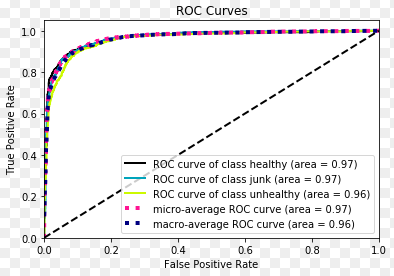 ROC Curves
1.0
0.8
0.6
0.4
0.2
0.0
True Positive Rate
ROC curve of class healthy (area = 0.97)
ROC curve of class junk (area = 0.97)
ROC curve of class unhealthy (area = 0.96)
micro-average ROC curve (area = 0.97)
macro-average ROC curve (area = 0.96)
0.0 0.2 0.4 0.6 0.8 1.0
False Positive Rate